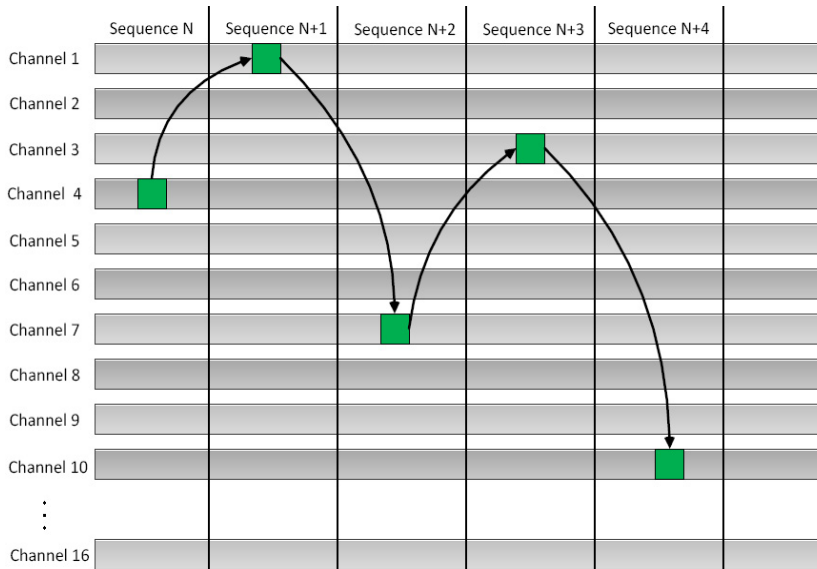 Sequence N Sequence N+1 Sequence N+2 Sequence N+3 Sequence N+4
Channel 1
Channel 2
Channel 3
Channel 4
Channel 5
Channel 6
Channel 7
Channel 8
Channel 9
Channel 10
Channel 16